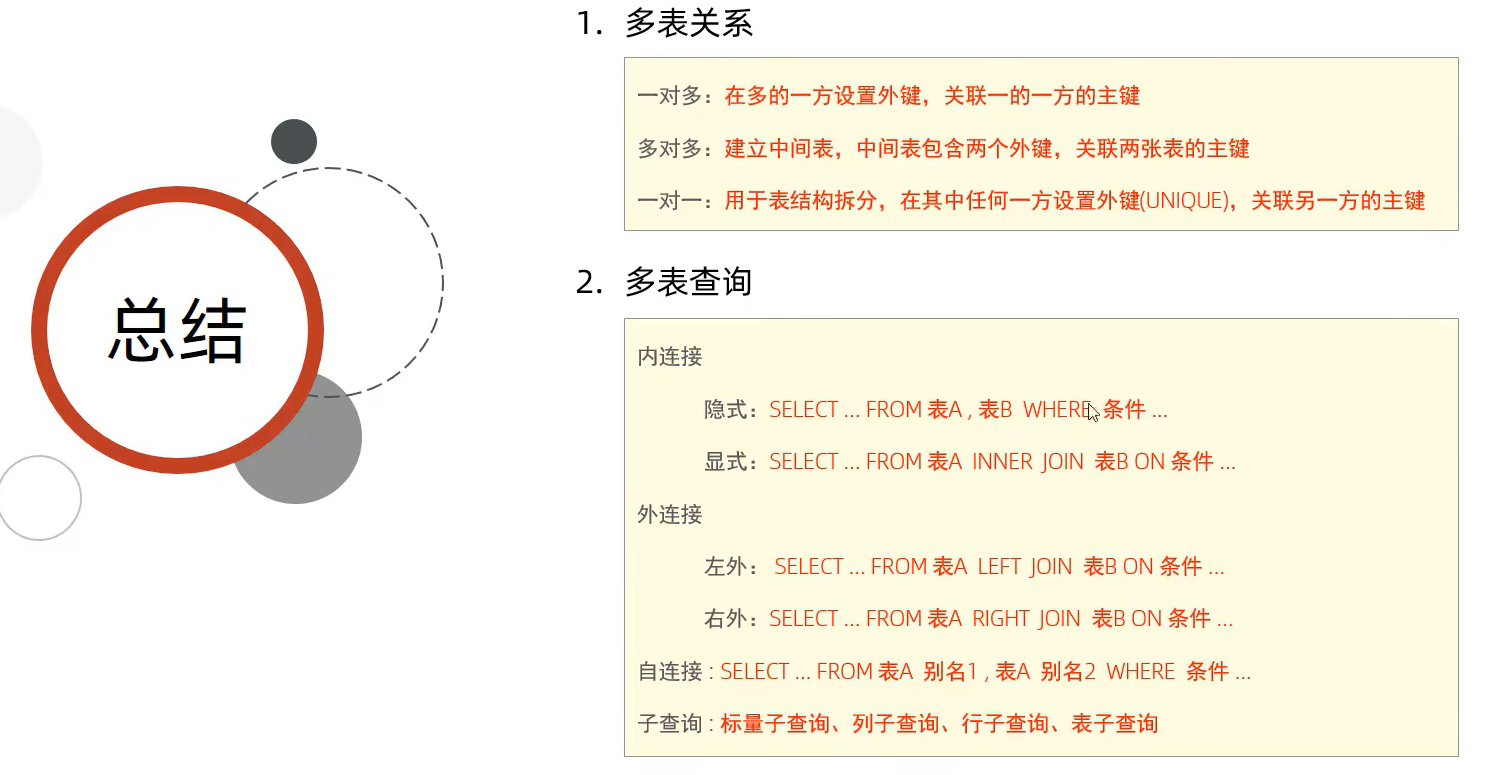 总结
1. 多表关系
一对多：在多的一方设置外键，关联一的一方的主键
多对多：建立中间表，中间表包含两个外键，关联两张表的主键
一对一：用于表结构拆分，在其中任何一方设置外键(UNIQUE)，关联另一方的主键
2. 多表查询
内连接
隐式：SELECT ... FROM 表A , 表B WHERE 条件 ...
显式：SELECT ... FROM 表A INNER JOIN 表B ON 条件 ...
外连接
左外： SELECT ... FROM 表A LEFT JOIN 表B ON 条件 ...
右外：SELECT ... FROM 表A RIGHT JOIN 表B ON 条件 ...
自连接 : SELECT ... FROM 表A 别名1 , 表A 别名2 WHERE 条件 ...
子查询 : 标量子查询、列子查询、行子查询、表子查询